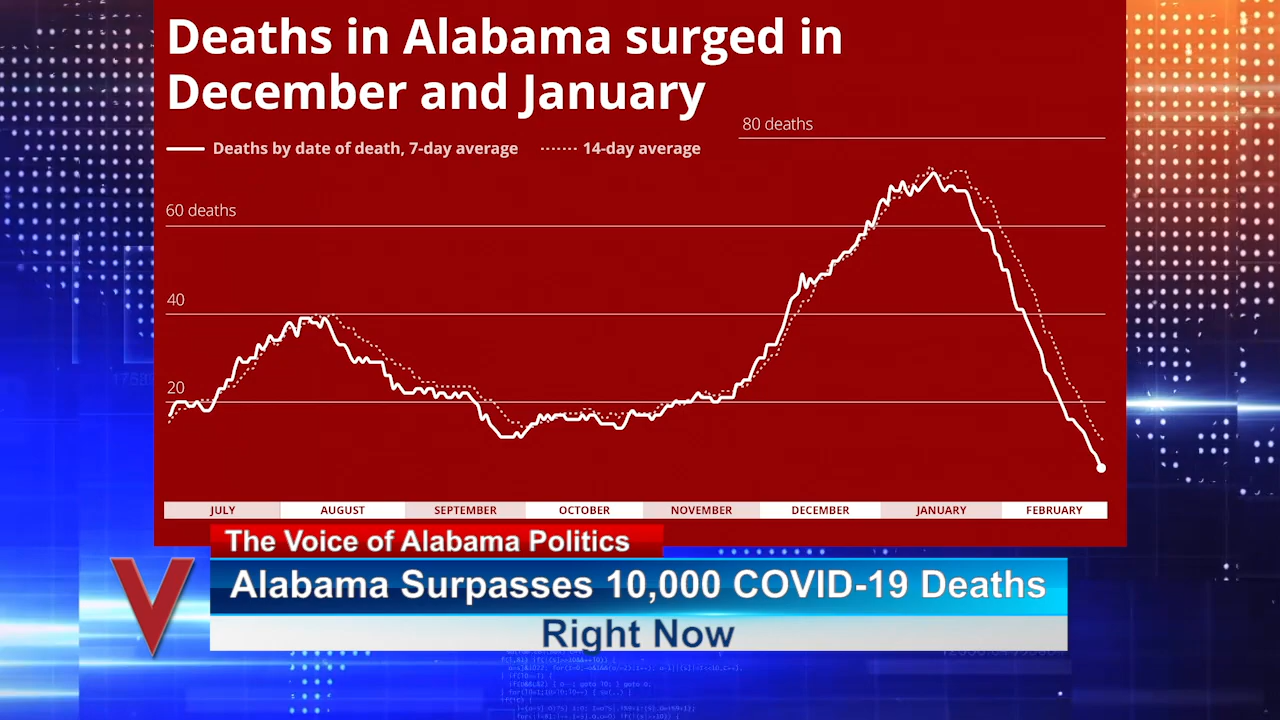 Deaths in Alabama surged in
December and January
80 deaths
Deaths by date of death, 7-day average 14-day average
60 deaths
40
20
JULY AUGUST SEPTEMBER OCTOBER NOVEMBER DECEMBER JANUARY FEBRUARY
The Voice of Alabama Politics
V
Alabama Surpasses 10,000 COVID-19 Deaths
Right Now